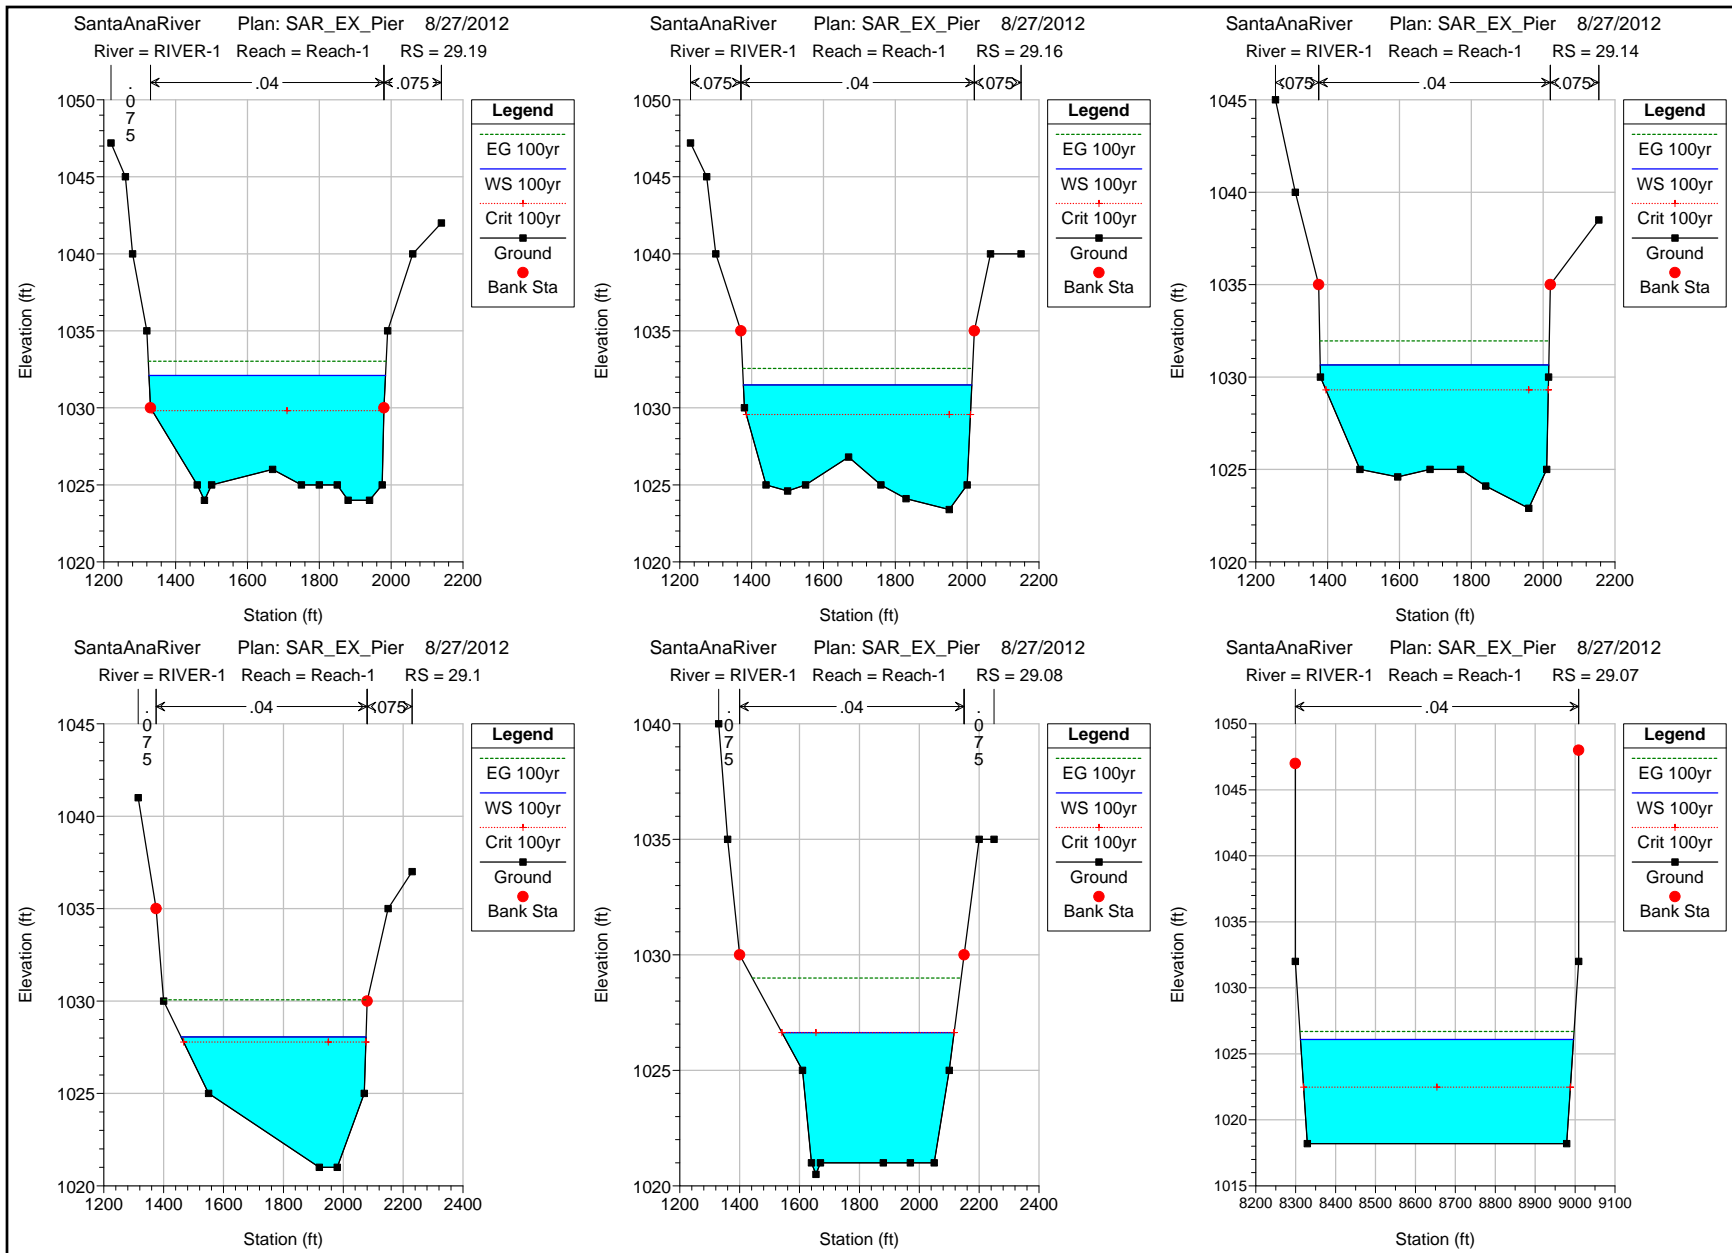 SantaAnaRiver Plan: SAR_EX_Pier 8/27/2012
River = RIVER-1 Reach = Reach-1 RS = 29.19
.075 .04 .075
1050
1045
1040
1035
1030
1025
1020
1200 1400 1600 1800 2000 2200
Elevation (ft)
Station (ft)
Legend
EG 100yr
WS 100yr
Crit 100yr
Ground
Bank Sta
SantaAnaRiver Plan: SAR_EX_Pier 8/27/2012
River = RIVER-1 Reach = Reach-1 RS = 29.16
.075 .04 .075
1050
1045
1040
1035
1030
1025
1020
1200 1400 1600 1800 2000 2200
Elevation (ft)
Station (ft)
Legend
EG 100yr
WS 100yr
Crit 100yr
Ground
Bank Sta
SantaAnaRiver Plan: SAR_EX_Pier 8/27/2012
River = RIVER-1 Reach = Reach-1 RS = 29.14
.075 .04 .075
1045
1040
1035
1030
1025
1020
1200 1400 1600 1800 2000 2200
Elevation (ft)
Station (ft)
Legend
EG 100yr
WS 100yr
Crit 100yr
Ground
Bank Sta
SantaAnaRiver Plan: SAR_EX_Pier 8/27/2012
River = RIVER-1 Reach = Reach-1 RS = 29.1
.075 .04 .075
1045
1040
1035
1030
1025
1020
1200 1400 1600 1800 2000 2200 2400
Elevation (ft)
Station (ft)
Legend
EG 100yr
WS 100yr
Crit 100yr
Ground
Bank Sta
SantaAnaRiver Plan: SAR_EX_Pier 8/27/2012
River = RIVER-1 Reach = Reach-1 RS = 29.08
.075 .04 .075
1040
1035
1030
1025
1020
1200 1400 1600 1800 2000 2200 2400
Elevation (ft)
Station (ft)
Legend
EG 100yr
WS 100yr
Crit 100yr
Ground
Bank Sta
SantaAnaRiver Plan: SAR_EX_Pier 8/27/2012
River = RIVER-1 Reach = Reach-1 RS = 29.07
.04
1050
1045
1040
1035
1030
1025
1020
1015
8200 8300 8400 8500 8600 8700 8800 8900 9000 9100
Elevation (ft)
Station (ft)
Legend
EG 100yr
WS 100yr
Crit 100yr
Ground
Bank Sta